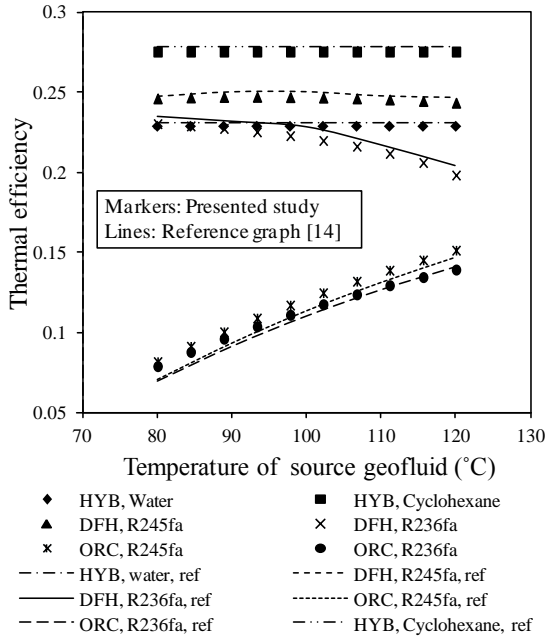 0.3
0.25
0.2
0.15
0.1
0.05
Thermal efficiency
Markers: Presented study
Lines: Reference graph [14]
70 80 90 100 110 120 130
Temperature of source geofluid (˚C)
HYB, Water
HYB, Cyclohexane
DFH, R245fa
DFH, R236fa
ORC, R245fa
ORC, R236fa
HYB, water, ref
DFH, R245fa, ref
DFH, R236fa, ref
ORC, R245fa, ref
ORC, R236fa, ref
HYB, Cyclohexane, ref